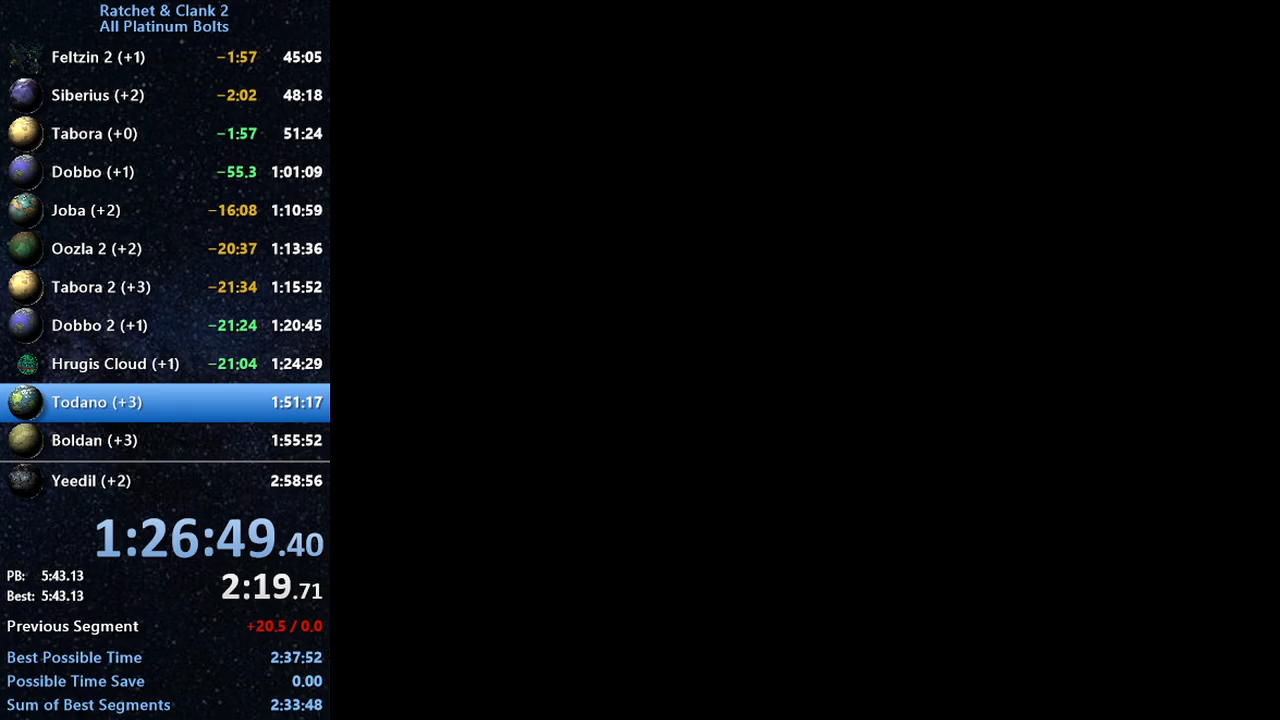 Ratchet & Clank 2
All Platinum Bolts
Feltzin 2 (+1) −1:57 45:05
Siberius (+2) −2:02 48:18
Tabora (+0) −1:57 51:24
Dobbo (+1) −55.3 1:01:09
Joba (+2) −16:08 1:10:59
Oozla 2 (+2) −20:37 1:13:36
Tabora 2 (+3) −21:34 1:15:52
Dobbo 2 (+1) −21:24 1:20:45
Hrugis Cloud (+1) −21:04 1:24:29
Todano (+3) 1:51:17
Boldan (+3) 1:55:52
Yeedil (+2) 2:58:56
1:26:49.40
PB: 5:43.13
Best: 5:43.13
2:19.71
Previous Segment +20.5 / 0.0
Best Possible Time 2:37:52
Possible Time Save 0.00
Sum of Best Segments 2:33:48